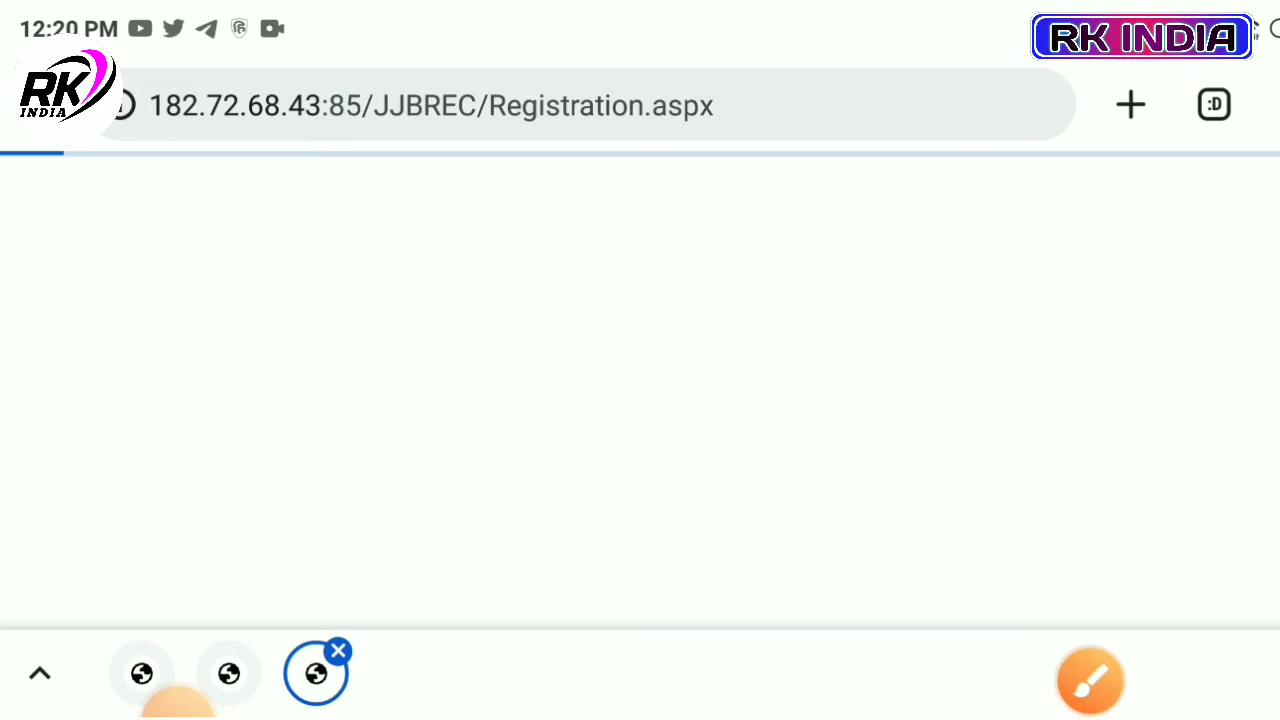 12:20 PM
RK INDIA
RK
INDIA
182.72.68.43:85/JJBREC/Registration.aspx
:D